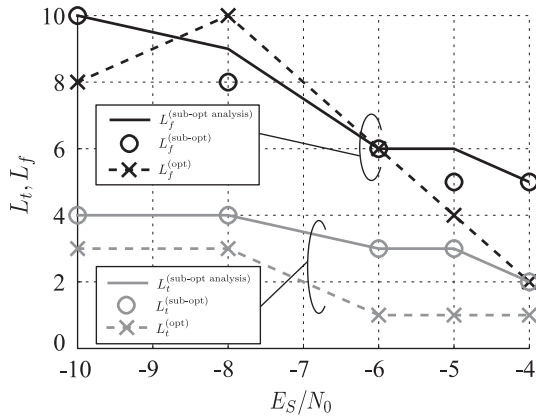 10
8
6
4
2
0
L_t, L_f
L_f^(sub-opt analysis)
L_f^(sub-opt)
L_f^(opt)
L_t^(sub-opt analysis)
L_t^(sub-opt)
L_t^(opt)
-10 -9 -8 -7 -6 -5 -4
E_S/N_0